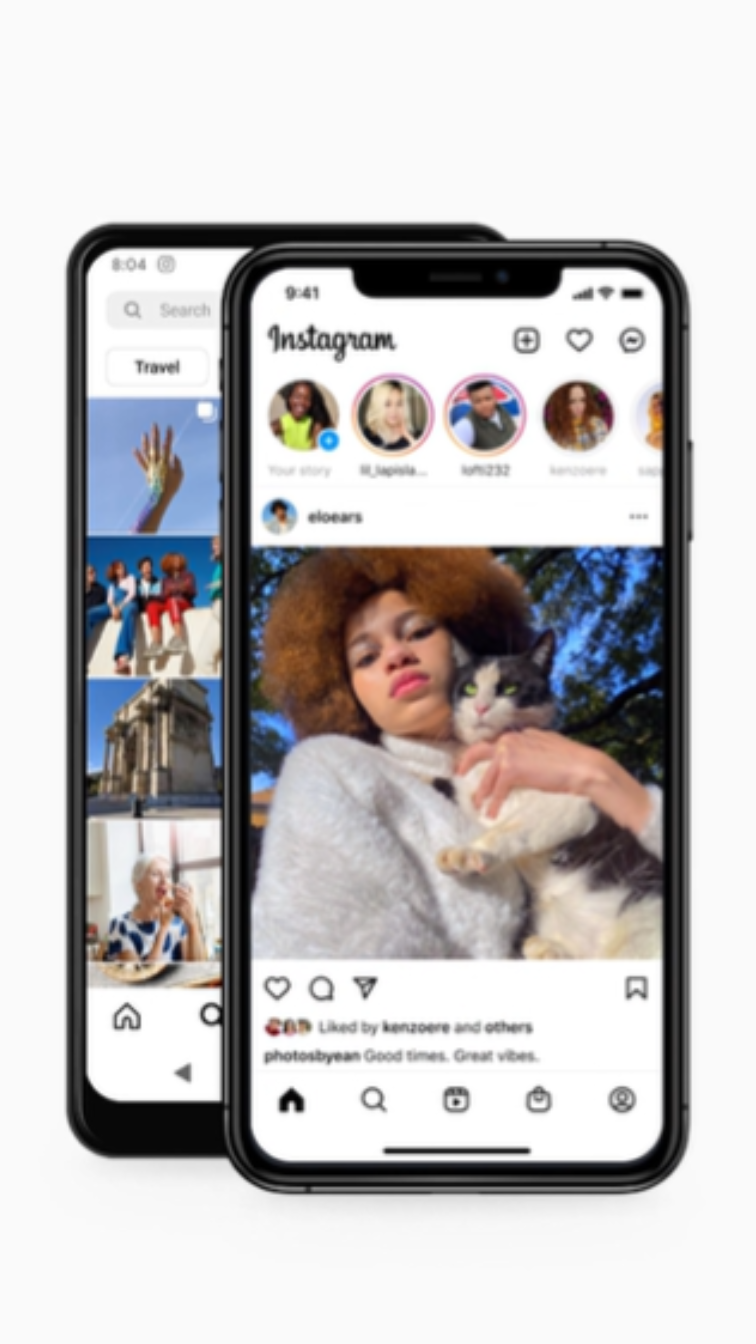 8:04
Search
Travel
9:41
Instagram
Your story
lil_lapisla...
lofti232
kenzoere
eloears
Liked by kenzoere and others
photosbyean Good times. Great vibes.